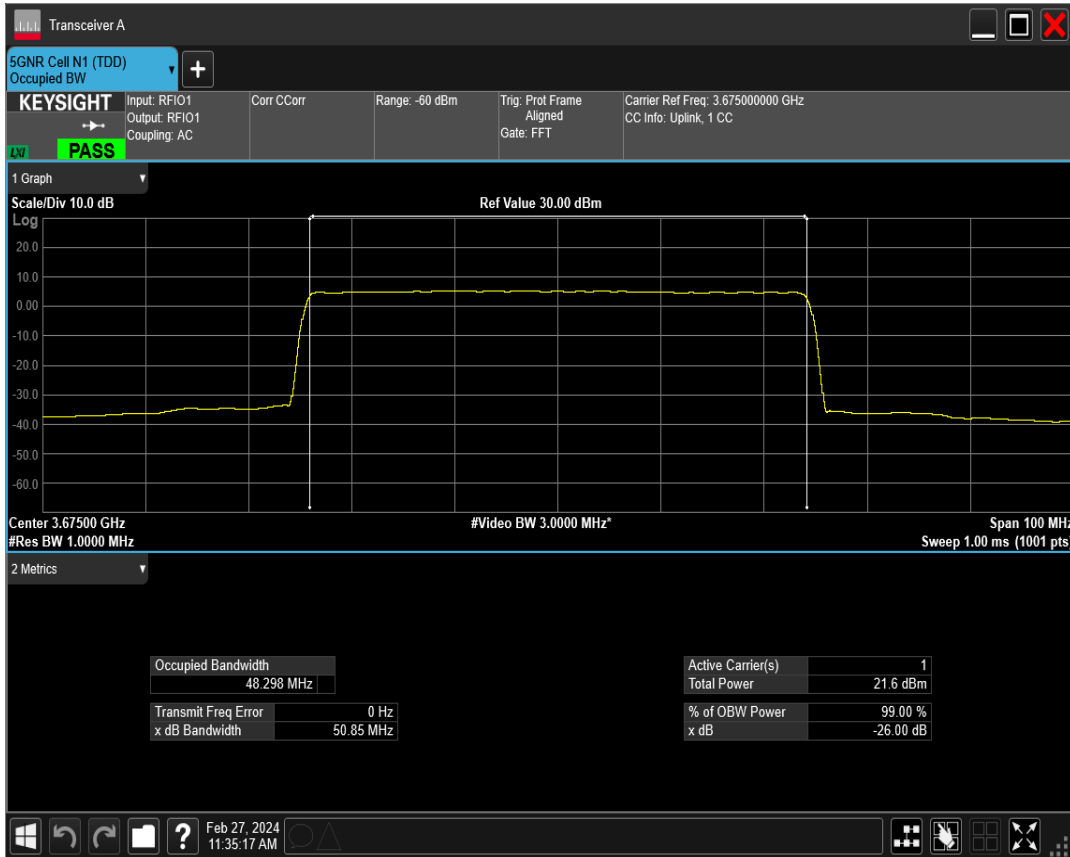 Transceiver A
5GNR Cell N1 (TDD)
Occupied BW
+
KEYSIGHT
LXI
PASS
Input: RFIO1
Output: RFIO1
Coupling: AC
Corr CCorr
Range: -60 dBm
Trig: Prot Frame
Aligned
Gate: FFT
Carrier Ref Freq: 3.675000000 GHz
CC Info: Uplink, 1 CC
1 Graph
Scale/Div 10.0 dB
Ref Value 30.00 dBm
Log
20.0
10.0
0.00
-10.0
-20.0
-30.0
-40.0
-50.0
-60.0
Center 3.67500 GHz
#Video BW 3.0000 MHz*
Span 100 MHz
#Res BW 1.0000 MHz
Sweep 1.00 ms (1001 pts)
2 Metrics
Occupied Bandwidth
48.298 MHz
Transmit Freq Error 0 Hz
x dB Bandwidth 50.85 MHz
Active Carrier(s) 1
Total Power 21.6 dBm
% of OBW Power 99.00 %
x dB -26.00 dB
?
Feb 27, 2024
11:35:17 AM